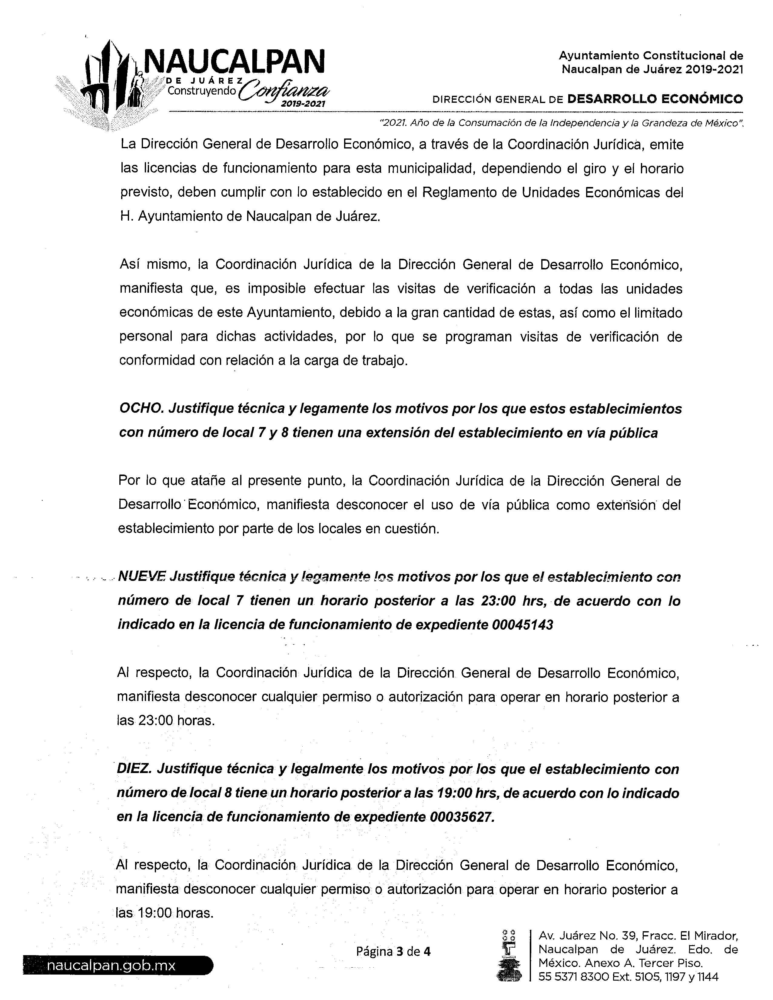 NAUCALPAN
DE JUÁREZ
Construyendo Confianza
2019-2021
Ayuntamiento Constitucional de
Naucalpan de Juárez 2019-2021
DIRECCIÓN GENERAL DE DESARROLLO ECONÓMICO
"2021. Año de la Consumación de la Independencia y la Grandeza de México".
La Dirección General de Desarrollo Económico, a través de la Coordinación Jurídica, emite
las licencias de funcionamiento para esta municipalidad, dependiendo el giro y el horario
previsto, deben cumplir con lo establecido en el Reglamento de Unidades Económicas del
H. Ayuntamiento de Naucalpan de Juárez.
Así mismo, la Coordinación Jurídica de la Dirección General de Desarrollo Económico,
manifiesta que, es imposible efectuar las visitas de verificación a todas las unidades
económicas de este Ayuntamiento, debido a la gran cantidad de estas, así como el limitado
personal para dichas actividades, por lo que se programan visitas de verificación de
conformidad con relación a la carga de trabajo.
OCHO. Justifique técnica y legamente los motivos por los que estos establecimientos
con número de local 7 y 8 tienen una extensión del establecimiento en vía pública
Por lo que atañe al presente punto, la Coordinación Jurídica de la Dirección General de
Desarrollo Económico, manifiesta desconocer el uso de vía pública como extensión del
establecimiento por parte de los locales en cuestión.
NUEVE Justifique técnica y legamente los motivos por los que el establecimiento con
número de local 7 tienen un horario posterior a las 23:00 hrs, de acuerdo con lo
indicado en la licencia de funcionamiento de expediente 00045143
Al respecto, la Coordinación Jurídica de la Dirección General de Desarrollo Económico,
manifiesta desconocer cualquier permiso o autorización para operar en horario posterior a
las 23:00 horas.
DIEZ. Justifique técnica y legalmente los motivos por los que el establecimiento con
número de local 8 tiene un horario posterior a las 19:00 hrs, de acuerdo con lo indicado
en la licencia de funcionamiento de expediente 00035627.
Al respecto, la Coordinación Jurídica de la Dirección General de Desarrollo Económico,
manifiesta desconocer cualquier permiso o autorización para operar en horario posterior a
las 19:00 horas.
Página 3 de 4
naucalpan.gob.mx
Av. Juárez No. 39, Fracc. El Mirador,
Naucalpan de Juárez. Edo. de
México. Anexo A. Tercer Piso.
55 5371 8300 Ext. 5105, 1197 y 1144